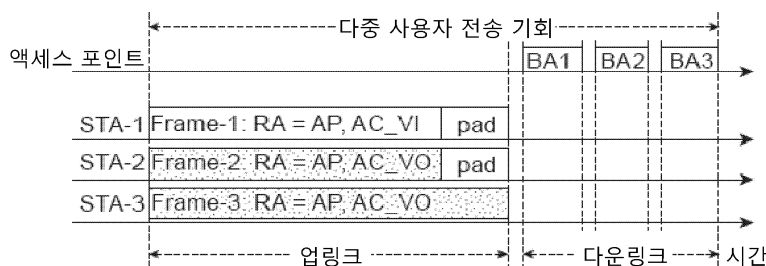 다중 사용자 전송 기회
액세스 포인트
BA1 BA2 BA3
STA-1 Frame-1: RA = AP, AC_VI pad
STA-2 Frame-2: RA = AP, AC_VO pad
STA-3 Frame-3: RA = AP, AC_VO
업링크 다운링크 시간